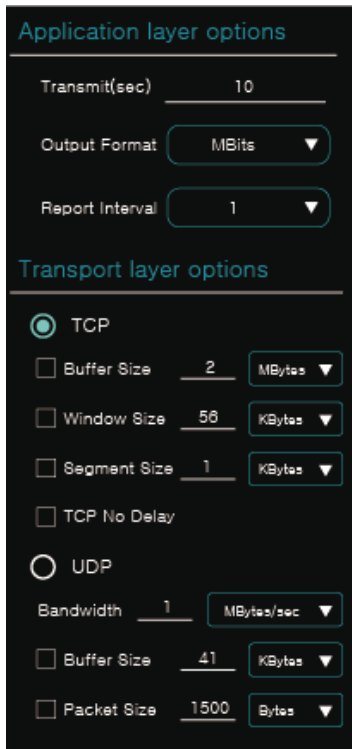 Application layer options
Transmit(sec) 10
Output Format MBits
Report Interval 1
Transport layer options
TCP
Buffer Size 2 MBytes
Window Size 56 KBytes
Segment Size 1 KBytes
TCP No Delay
UDP
Bandwidth 1 MBytes/sec
Buffer Size 41 KBytes
Packet Size 1500 Bytes